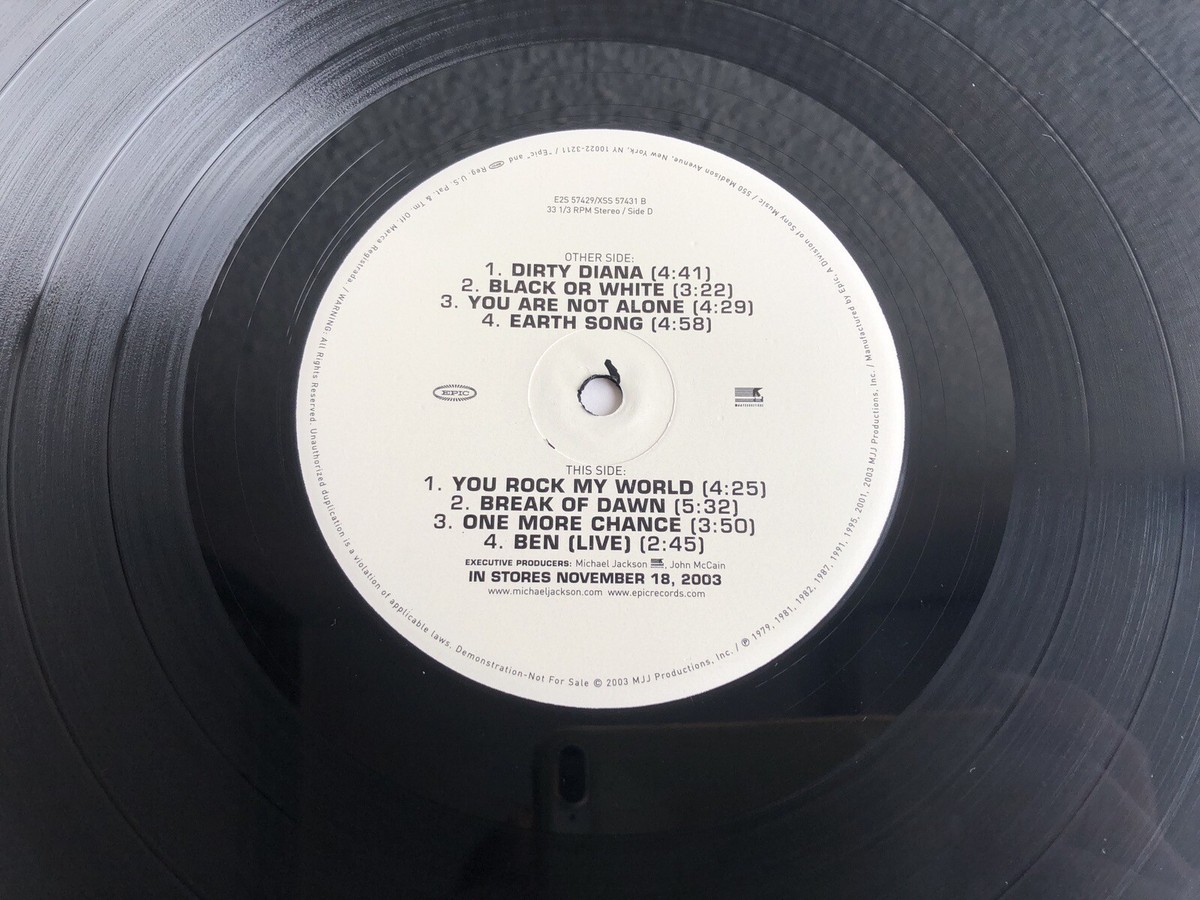 E2S 57429/XSS 57431 B
33 1/3 RPM Stereo / Side D
OTHER SIDE:
1. DIRTY DIANA (4:41)
2. BLACK OR WHITE (3:22)
3. YOU ARE NOT ALONE (4:29)
4. EARTH SONG (4:58)
EPIC
THIS SIDE:
1. YOU ROCK MY WORLD (4:25)
2. BREAK OF DAWN (5:32)
3. ONE MORE CHANCE (3:50)
4. BEN (LIVE) (2:45)
EXECUTIVE PRODUCERS: Michael Jackson, John McCain
IN STORES NOVEMBER 18, 2003
www.michaeljackson.com www.epicrecords.com
℗ 1979, 1981, 1982, 1987, 1991, 1995, 2001, 2003 MJJ Productions, Inc. / Manufactured by Epic, A Division of Sony Music / 550 Madison Avenue, New York, NY 10022-3211 / "Epic" and Reg. U.S. Pat. & Tm. Off. Marca Registrada / WARNING: All Rights Reserved. Unauthorized duplication is a violation of applicable laws. Demonstration-Not For Sale © 2003 MJJ Productions, Inc. /